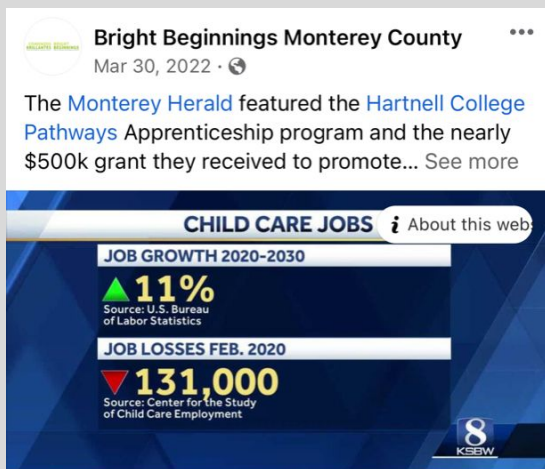 Bright Beginnings Monterey County
Mar 30, 2022 ·
The Monterey Herald featured the Hartnell College
Pathways Apprenticeship program and the nearly
$500k grant they received to promote... See more
CHILD CARE JOBS
i About this web
JOB GROWTH 2020-2030
11%
Source: U.S. Bureau
of Labor Statistics
JOB LOSSES FEB. 2020
131,000
Source: Center for the Study
of Child Care Employment
8
KSBW